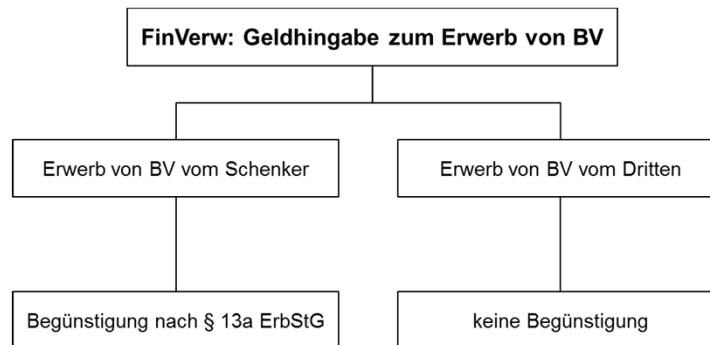 FinVerw: Geldhingabe zum Erwerb von BV
Erwerb von BV vom Schenker
Erwerb von BV vom Dritten
Begünstigung nach § 13a ErbStG
keine Begünstigung